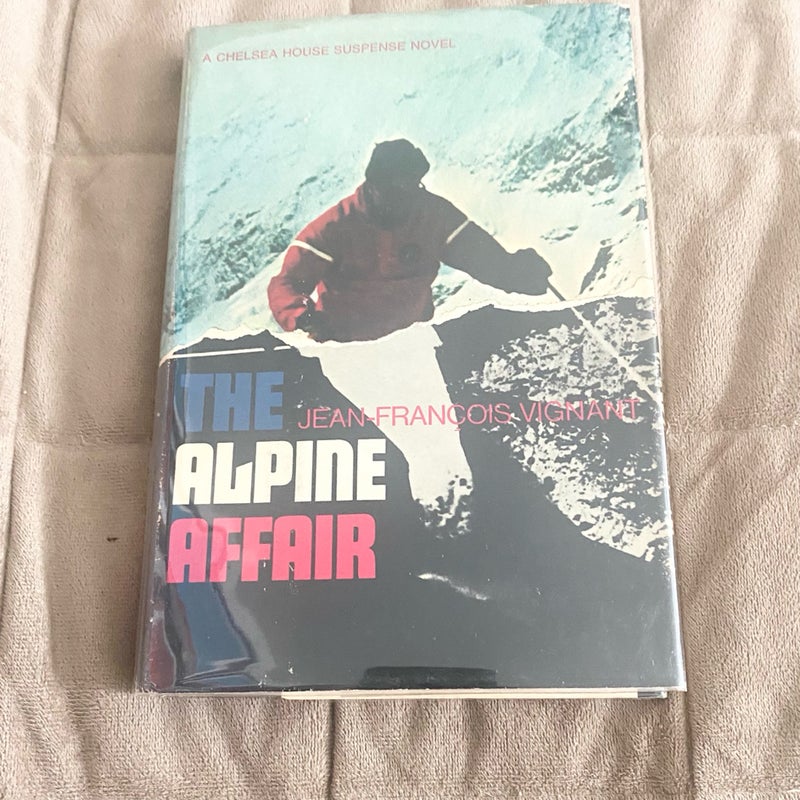 A CHELSEA HOUSE SUSPENSE NOVEL
THE
JEAN-FRANÇOIS VIGNANT
ALPINE
AFFAIR